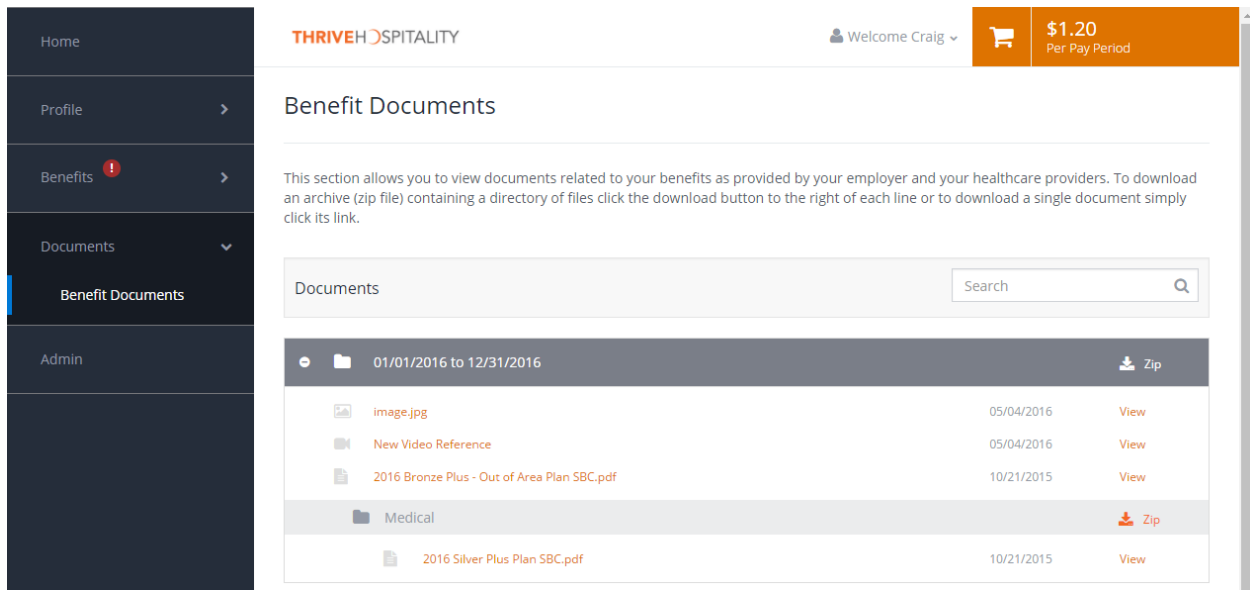 Home
Profile
Benefits !
Documents
Benefit Documents
Admin
THRIVEHOSPITALITY
Welcome Craig
$1.20
Per Pay Period
Benefit Documents
This section allows you to view documents related to your benefits as provided by your employer and your healthcare providers. To download
an archive (zip file) containing a directory of files click the download button to the right of each line or to download a single document simply
click its link.
Documents
Search
01/01/2016 to 12/31/2016 Zip
image.jpg 05/04/2016 View
New Video Reference 05/04/2016 View
2016 Bronze Plus - Out of Area Plan SBC.pdf 10/21/2015 View
Medical Zip
2016 Silver Plus Plan SBC.pdf 10/21/2015 View